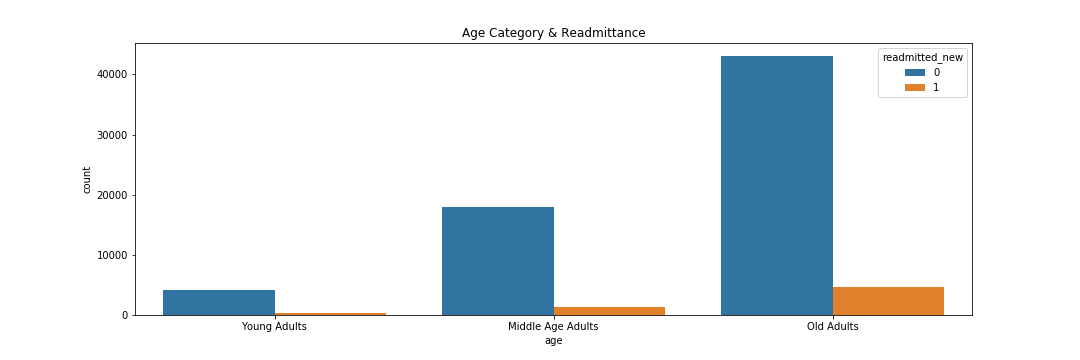 Age Category & Readmittance
readmitted_new
0
1
40000
30000
20000
10000
0
count
Young Adults
Middle Age Adults
Old Adults
age